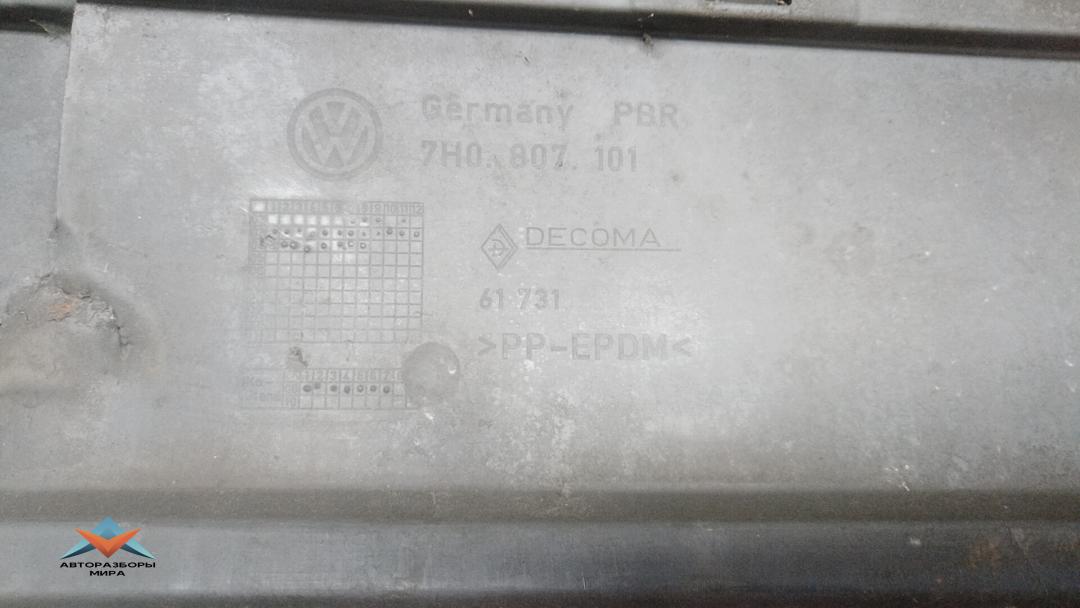 Germany PBR
7H0. 807. 101
DECOMA
61 731
>PP-EPDM<
АВТОРАЗБОРЫ
МИРА